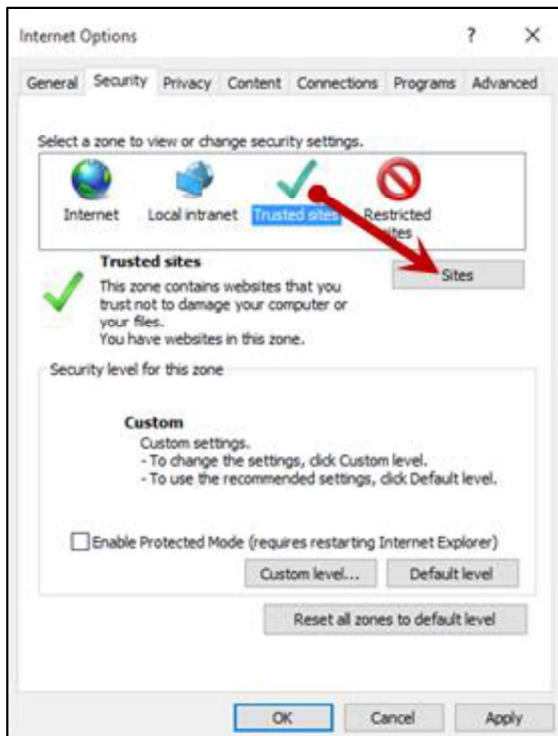 Internet Options
? ×
General Security Privacy Content Connections Programs Advanced
Select a zone to view or change security settings.
Internet Local intranet Trusted sites Restricted
sites
Trusted sites
Sites
This zone contains websites that you
trust not to damage your computer or
your files.
You have websites in this zone.
Security level for this zone
Custom
Custom settings.
- To change the settings, click Custom level.
- To use the recommended settings, click Default level.
Enable Protected Mode (requires restarting Internet Explorer)
Custom level... Default level
Reset all zones to default level
OK Cancel Apply